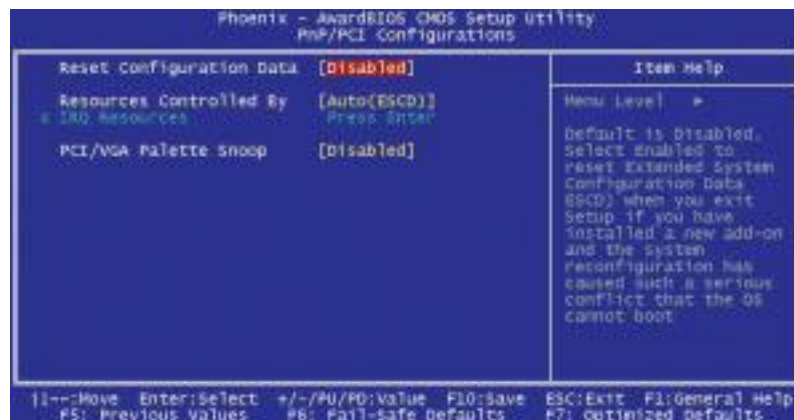 Phoenix - AwardBIOS CMOS Setup Utility
PnP/PCI Configurations
Reset Configuration Data [Disabled]
Resources Controlled By [Auto(ESCD)]
x IRQ Resources Press Enter
PCI/VGA Palette Snoop [Disabled]
Item Help
Menu Level ►
Default is Disabled.
Select Enabled to
reset Extended System
Configuration Data
ESCD) when you exit
Setup if you have
installed a new add-on
and the system
reconfiguration has
caused such a serious
conflict that the OS
cannot boot
:Move Enter:Select +/-/PU/PD:Value F10:Save ESC:Exit F1:General Help
F5: Previous Values F6: Fail-Safe Defaults F7: Optimized Defaults